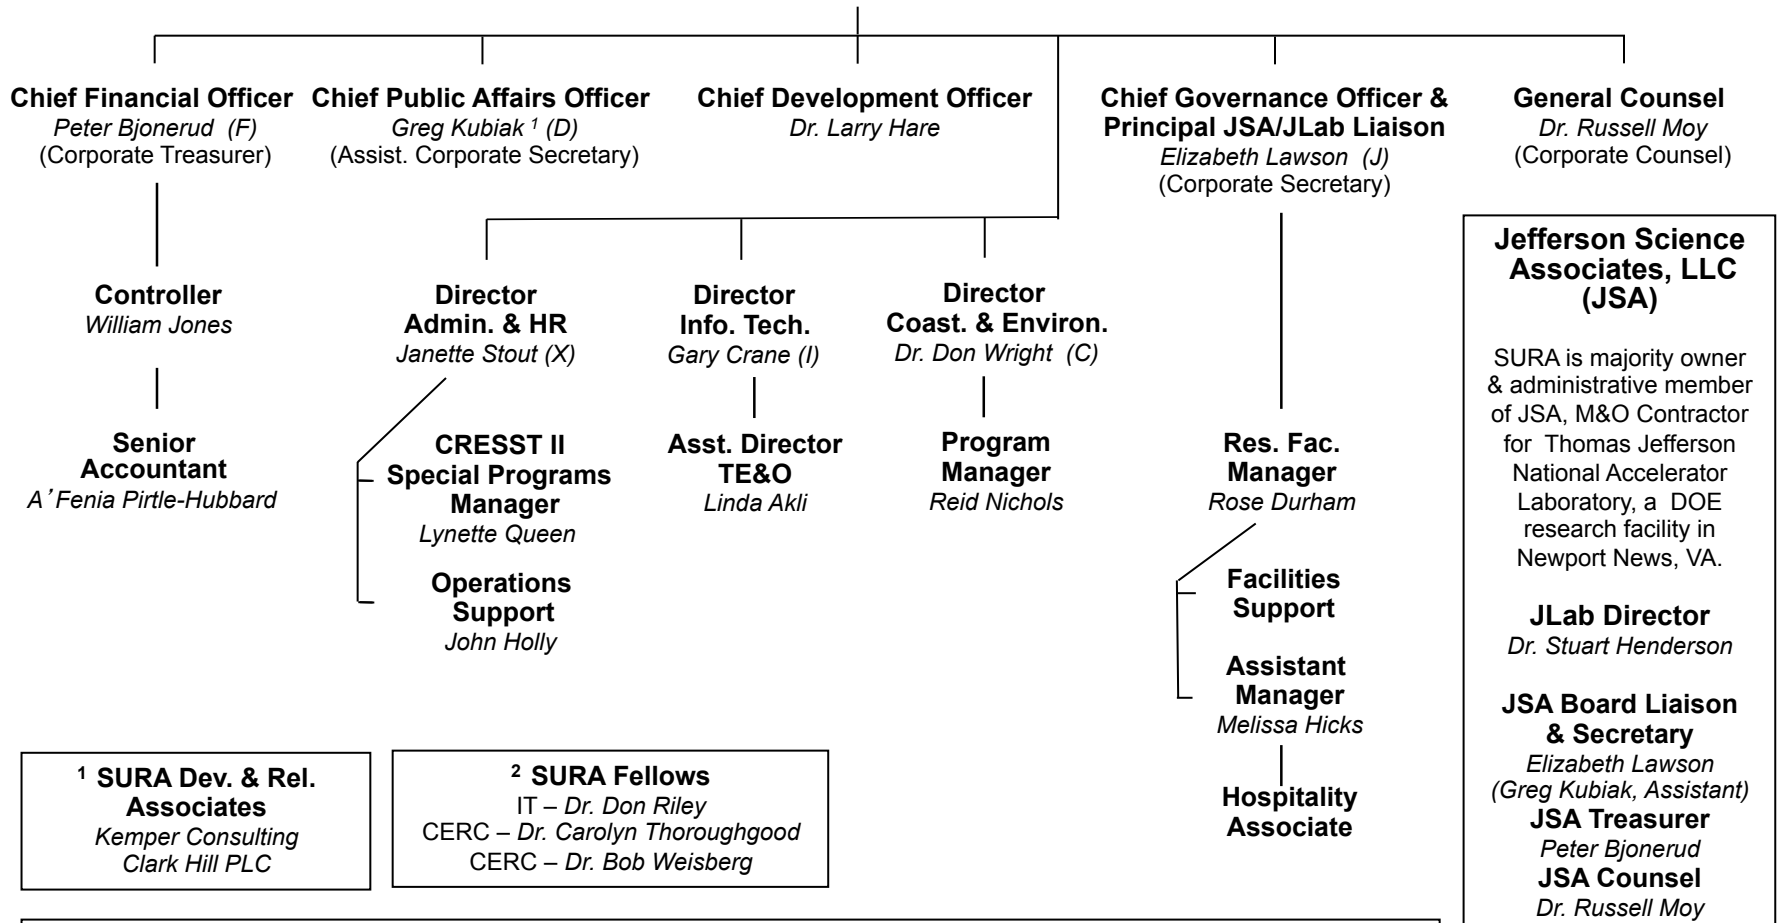 Chief Financial Officer
Peter Bjonerud (F)
(Corporate Treasurer)
Chief Public Affairs Officer
Greg Kubiak ¹ (D)
(Assist. Corporate Secretary)
Chief Development Officer
Dr. Larry Hare
Chief Governance Officer &
Principal JSA/JLab Liaison
Elizabeth Lawson (J)
(Corporate Secretary)
General Counsel
Dr. Russell Moy
(Corporate Counsel)
Controller
William Jones
Senior
Accountant
A’Fenia Pirtle-Hubbard
Director
Admin. & HR
Janette Stout (X)
CRESST II
Special Programs
Manager
Lynette Queen
Operations
Support
John Holly
Director
Info. Tech.
Gary Crane (I)
Asst. Director
TE&O
Linda Akli
Director
Coast. & Environ.
Dr. Don Wright (C)
Program
Manager
Reid Nichols
Res. Fac.
Manager
Rose Durham
Facilities
Support
Assistant
Manager
Melissa Hicks
Hospitality
Associate
Jefferson Science
Associates, LLC
(JSA)
SURA is majority owner
& administrative member
of JSA, M&O Contractor
for Thomas Jefferson
National Accelerator
Laboratory, a DOE
research facility in
Newport News, VA.
JLab Director
Dr. Stuart Henderson
JSA Board Liaison
& Secretary
Elizabeth Lawson
(Greg Kubiak, Assistant)
JSA Treasurer
Peter Bjonerud
JSA Counsel
Dr. Russell Moy
¹ SURA Dev. & Rel.
Associates
Kemper Consulting
Clark Hill PLC
² SURA Fellows
IT – Dr. Don Riley
CERC – Dr. Carolyn Thoroughgood
CERC – Dr. Bob Weisberg